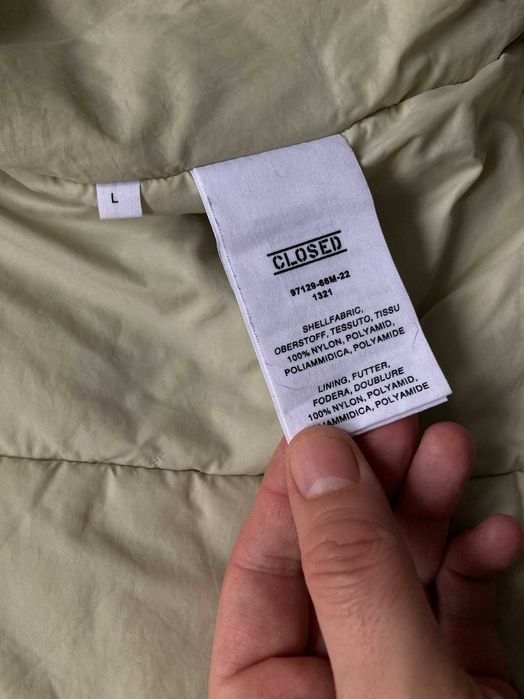 L
CLOSED
97129-68M-22
1321
SHELLFABRIC,
OBERSTOFF, TESSUTO, TISSU
100% NYLON, POLYAMID,
POLIAMMIDICA, POLYAMIDE
LINING, FUTTER,
FODERA, DOUBLURE
100% NYLON, POLYAMID,
POLIAMMIDICA, POLYAMIDE